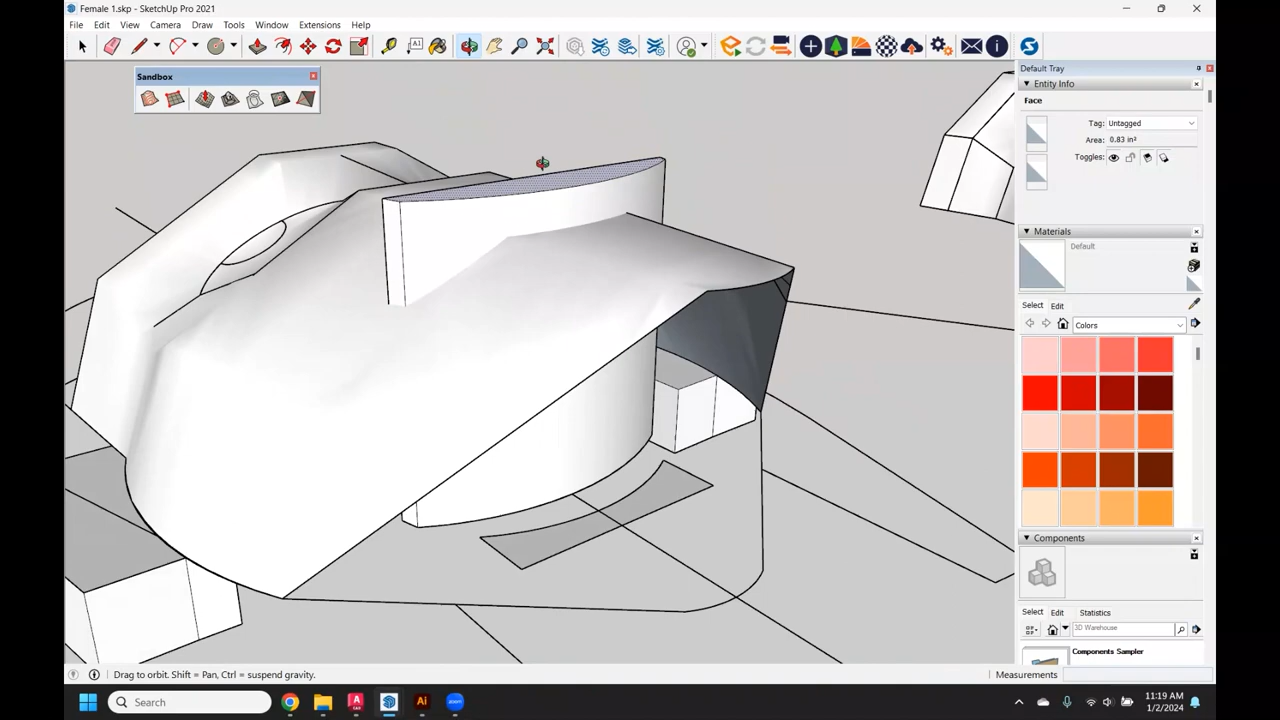 Female 1.skp - SketchUp Pro 2021
File Edit View Camera Draw Tools Window Extensions Help
A1
Sandbox
Default Tray
Entity Info
Face
Tag: Untagged
Area: 0.83 in²
Toggles:
Materials
Default
Select Edit
Colors
Components
Select Edit Statistics
3D Warehouse
Components Sampler
Drag to orbit. Shift = Pan, Ctrl = suspend gravity.
Measurements
Search
A
Ai
zoom
11:19 AM
1/2/2024